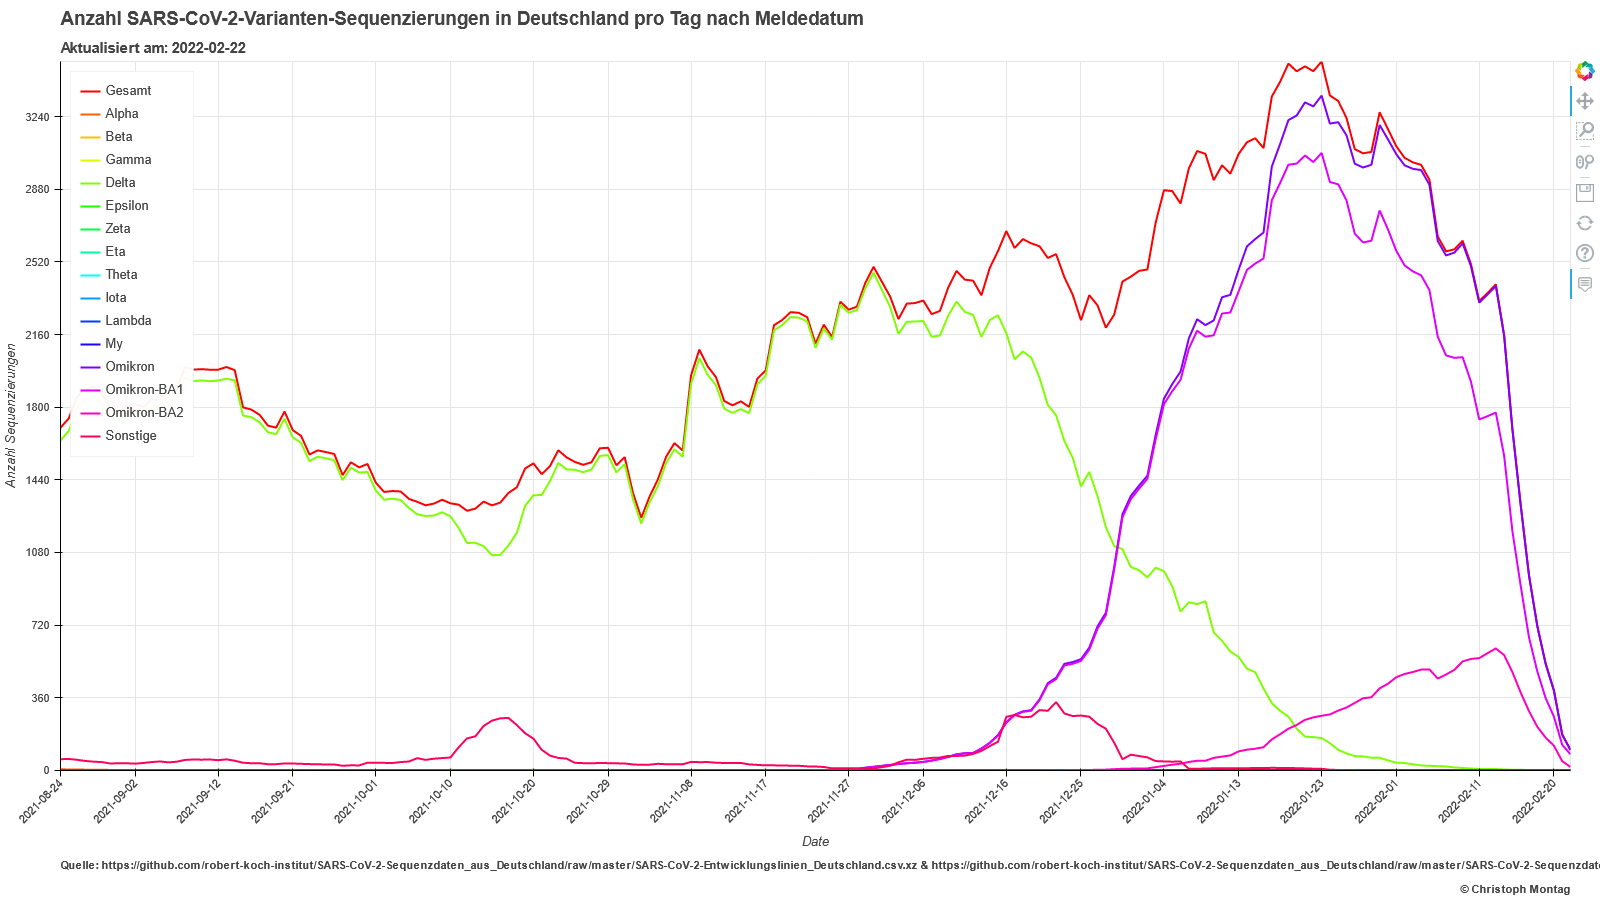 Anzahl SARS-CoV-2-Varianten-Sequenzierungen in Deutschland pro Tag nach Meldedatum
Aktualisiert am: 2022-02-22
Gesamt
Alpha
Beta
Gamma
Delta
Epsilon
Zeta
Eta
Theta
Iota
Lambda
My
Omikron
Omikron-BA1
Omikron-BA2
Sonstige
Anzahl Sequenzierungen
3240
2880
2520
2160
1800
1440
1080
720
360
0
2021-08-24
2021-09-02
2021-09-12
2021-09-21
2021-10-01
2021-10-10
2021-10-20
2021-10-29
2021-11-08
2021-11-17
2021-11-27
2021-12-06
2021-12-16
2021-12-25
2022-01-04
2022-01-13
2022-01-23
2022-02-01
2022-02-11
2022-02-20
Date
Quelle: https://github.com/robert-koch-institut/SARS-CoV-2-Sequenzdaten_aus_Deutschland/raw/master/SARS-CoV-2-Entwicklungslinien_Deutschland.csv.xz & https://github.com/robert-koch-institut/SARS-CoV-2-Sequenzdaten_aus_Deutschland/raw/master/SARS-CoV-2-Sequenzdate
© Christoph Montag